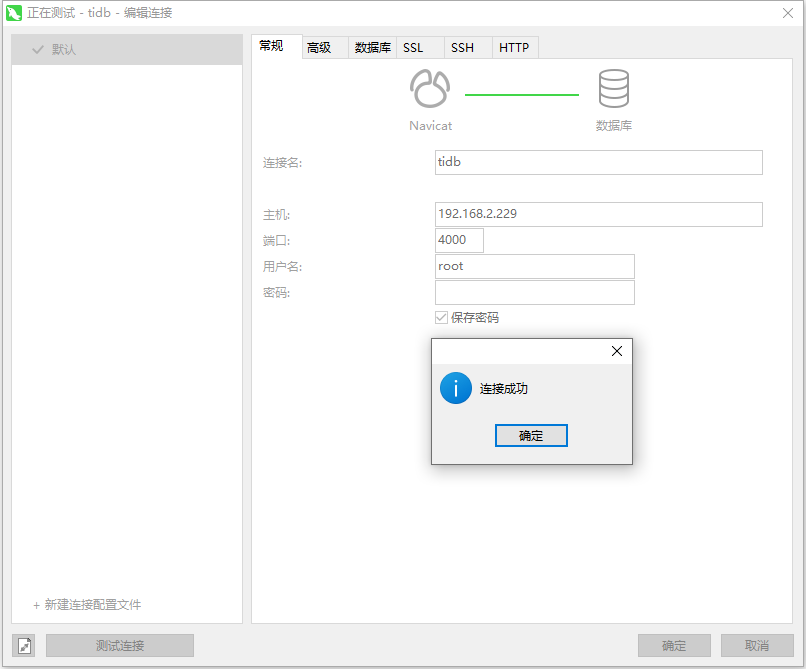 正在测试 - tidb - 编辑连接
默认
常规 高级 数据库 SSL SSH HTTP
Navicat 数据库
连接名: tidb
主机: 192.168.2.229
端口: 4000
用户名: root
密码:
保存密码
连接成功
确定
+ 新建连接配置文件
测试连接 确定 取消